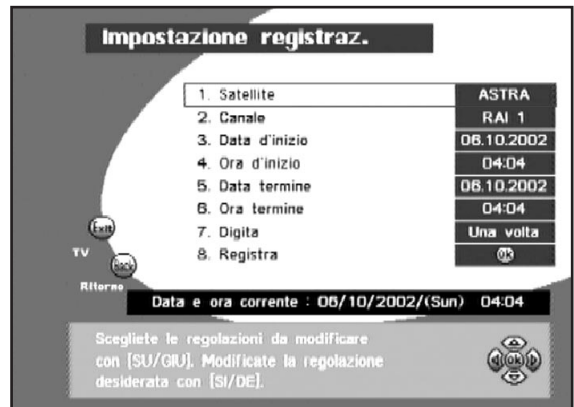 Impostazione registraz.
1. Satellite ASTRA
2. Canale RAI 1
3. Data d'inizio 06.10.2002
4. Ora d'inizio 04:04
5. Data termine 06.10.2002
6. Ora termine 04:04
7. Digita Una volta
8. Registra Ok
Exit
TV
Back
Ritorno
Data e ora corrente : 06/10/2002/(Sun) 04:04
Scegliete le regolazioni da modificare
con [SU/GIU]. Modificate la regolazione
desiderata con [SI/DE].
Ok